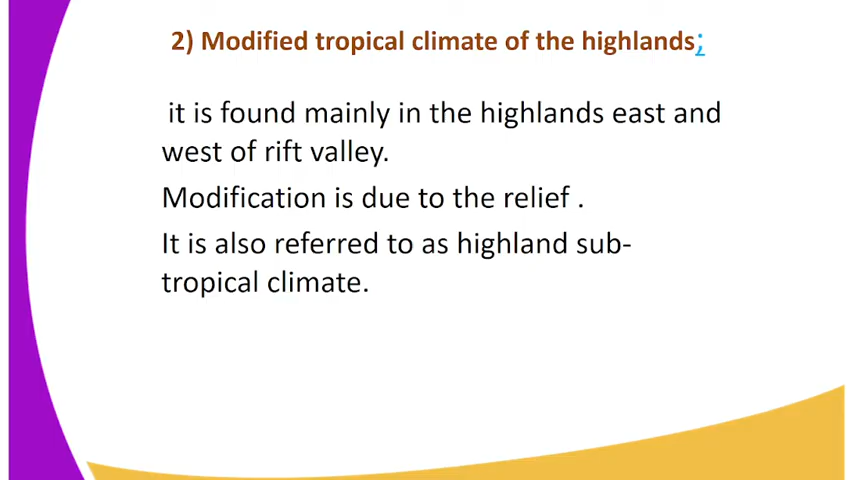 2) Modified tropical climate of the highlands;
it is found mainly in the highlands east and
west of rift valley.
Modification is due to the relief .
It is also referred to as highland sub-
tropical climate.